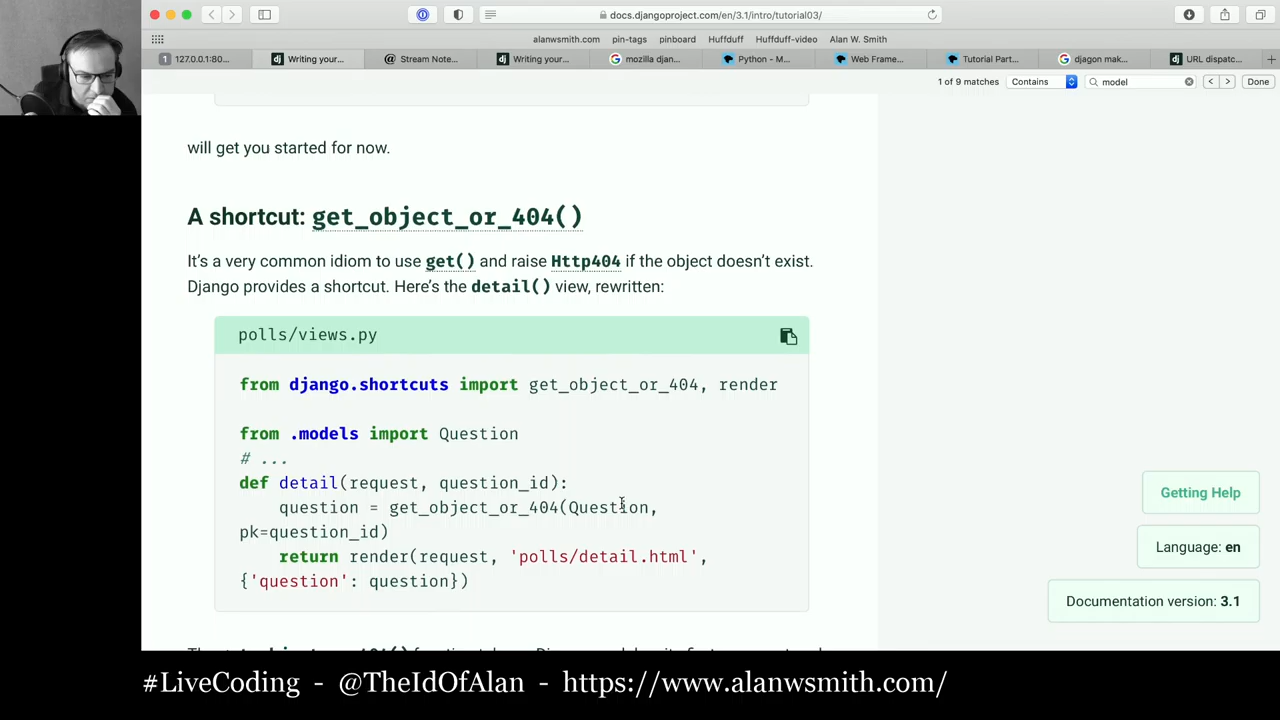 docs.djangoproject.com/en/3.1/intro/tutorial03/
alanwsmith.com pin-tags pinboard Huffduff Huffduff-video Alan W. Smith
1 127.0.0.1:80... Writing your... Stream Note... Writing your... mozilla djan... Python – M... Web Frame... Tutorial Part... djagon mak... URL dispatc...
1 of 9 matches Contains model Done
will get you started for now.
A shortcut: get_object_or_404()
It's a very common idiom to use get() and raise Http404 if the object doesn't exist.
Django provides a shortcut. Here's the detail() view, rewritten:
polls/views.py
from django.shortcuts import get_object_or_404, render
from .models import Question
# ...
def detail(request, question_id):
question = get_object_or_404(Question,
pk=question_id)
return render(request, 'polls/detail.html',
{'question': question})
Getting Help
Language: en
Documentation version: 3.1
#LiveCoding - @TheIdOfAlan - https://www.alanwsmith.com/